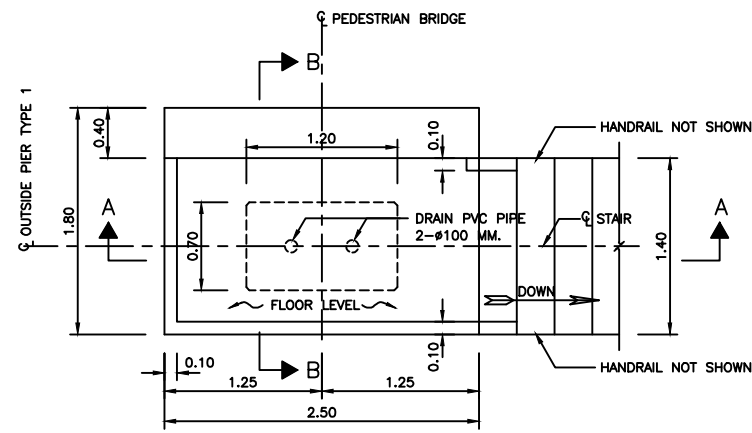 ℄ PEDESTRIAN BRIDGE
B
℄ OUTSIDE PIER TYPE 1
0.40
1.20
0.10
HANDRAIL NOT SHOWN
1.80
A
0.70
DRAIN PVC PIPE
2-ø100 MM.
℄ STAIR
A
1.40
DOWN
FLOOR LEVEL
0.10
B
0.10
HANDRAIL NOT SHOWN
1.25
1.25
2.50